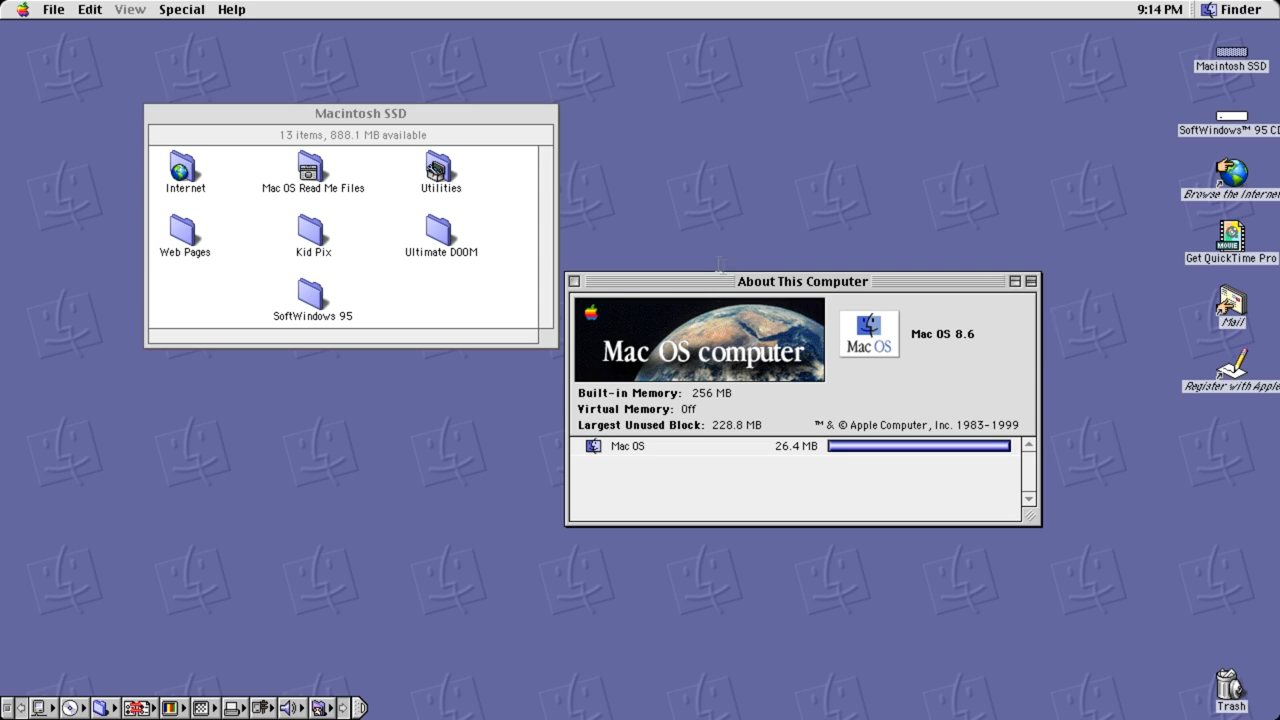 File Edit View Special Help 9:14 PM Finder
Macintosh SSD
SoftWindows™ 95 CD
Browse the Internet
MOVIE
Get QuickTime Pro
Mail
Register with Apple
Trash
Macintosh SSD
13 items, 888.1 MB available
Internet Mac OS Read Me Files Utilities
Web Pages Kid Pix Ultimate DOOM
SoftWindows 95
About This Computer
Mac OS computer
Mac OS
Mac OS 8.6
Built-in Memory: 256 MB
Virtual Memory: Off
Largest Unused Block: 228.8 MB ™ & © Apple Computer, Inc. 1983-1999
Mac OS 26.4 MB